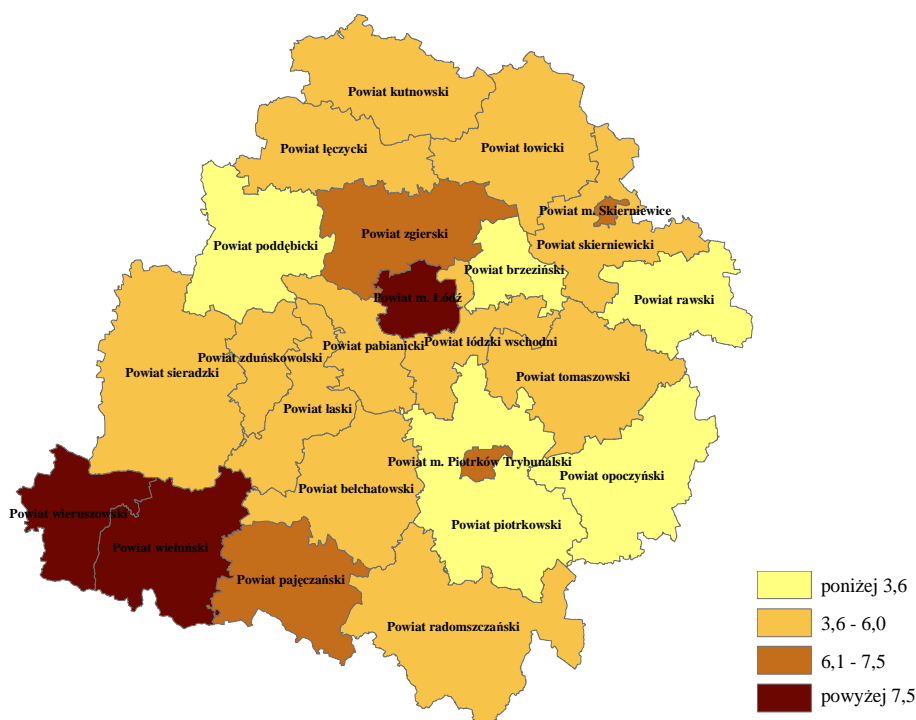 Powiat kutnowski
Powiat łęczycki
Powiat łowicki
Powiat m. Skierniewice
Powiat zgierski
Powiat poddębicki
Powiat skierniewicki
Powiat brzeziński
Powiat m. Łódź
Powiat rawski
Powiat łódzki wschodni
Powiat pabianicki
Powiat zduńskowolski
Powiat sieradzki
Powiat tomaszowski
Powiat łaski
Powiat m. Piotrków Trybunalski
Powiat opoczyński
Powiat bełchatowski
Powiat wieruszowski
Powiat piotrkowski
Powiat wieluński
Powiat pajęczański
Powiat radomszczański
poniżej 3,6
3,6 - 6,0
6,1 - 7,5
powyżej 7,5